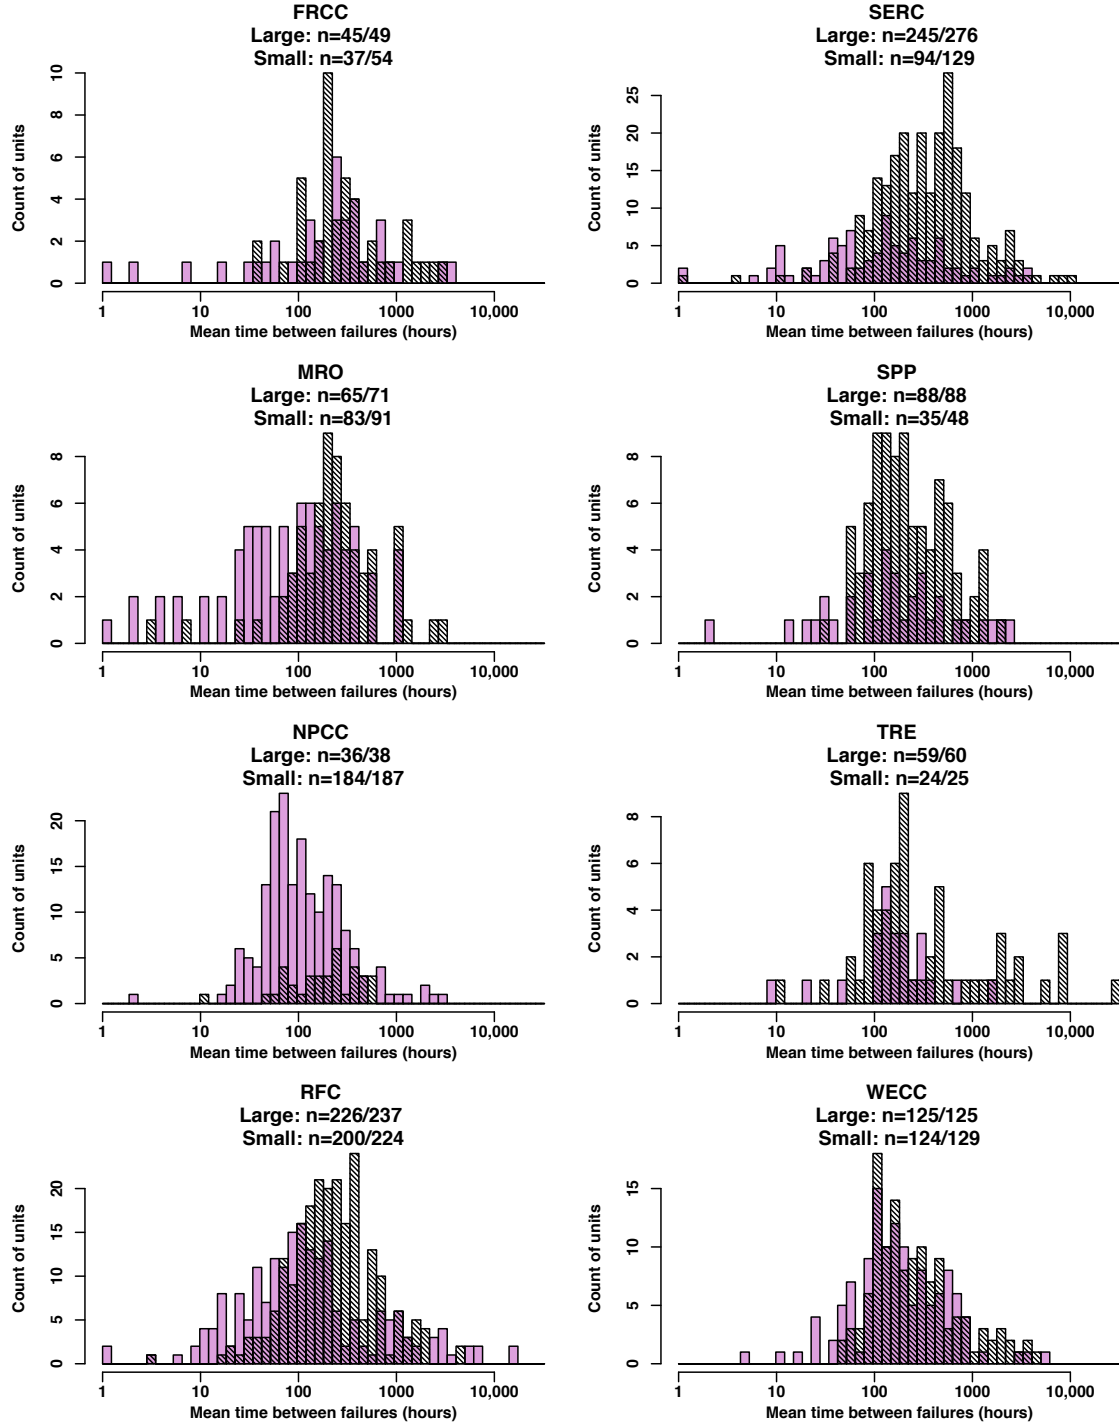 FRCC
Large: n=45/49
Small: n=37/54
Count of units
0 2 4 6 8 10
1 10 100 1000 10,000
Mean time between failures (hours)
SERC
Large: n=245/276
Small: n=94/129
Count of units
0 5 10 15 20 25
1 10 100 1000 10,000
Mean time between failures (hours)
MRO
Large: n=65/71
Small: n=83/91
Count of units
0 2 4 6 8
1 10 100 1000 10,000
Mean time between failures (hours)
SPP
Large: n=88/88
Small: n=35/48
Count of units
0 2 4 6 8
1 10 100 1000 10,000
Mean time between failures (hours)
NPCC
Large: n=36/38
Small: n=184/187
Count of units
0 5 10 15 20
1 10 100 1000 10,000
Mean time between failures (hours)
TRE
Large: n=59/60
Small: n=24/25
Count of units
0 2 4 6 8
1 10 100 1000 10,000
Mean time between failures (hours)
RFC
Large: n=226/237
Small: n=200/224
Count of units
0 5 10 15 20
1 10 100 1000 10,000
Mean time between failures (hours)
WECC
Large: n=125/125
Small: n=124/129
Count of units
0 5 10 15
1 10 100 1000 10,000
Mean time between failures (hours)